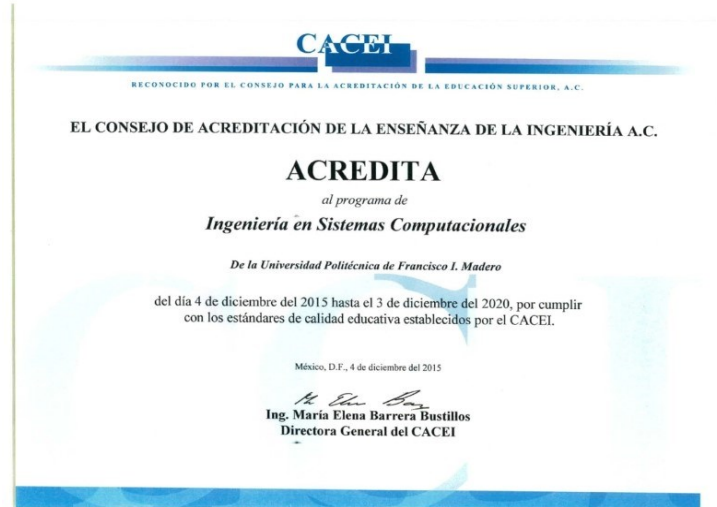 CACEI
RECONOCIDO POR EL CONSEJO PARA LA ACREDITACIÓN DE LA EDUCACIÓN SUPERIOR, A.C.
EL CONSEJO DE ACREDITACIÓN DE LA ENSEÑANZA DE LA INGENIERÍA A.C.
ACREDITA
al programa de
Ingeniería en Sistemas Computacionales
De la Universidad Politécnica de Francisco I. Madero
del día 4 de diciembre del 2015 hasta el 3 de diciembre del 2020, por cumplir
con los estándares de calidad educativa establecidos por el CACEI.
México, D.F., 4 de diciembre del 2015
Ing. María Elena Barrera Bustillos
Directora General del CACEI